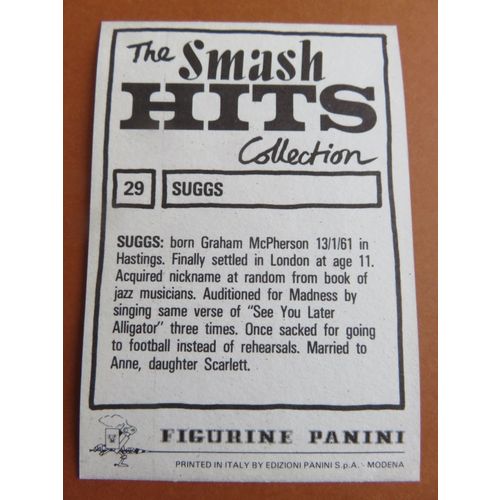 The Smash
HITS
Collection
29 SUGGS
SUGGS: born Graham McPherson 13/1/61 in
Hastings. Finally settled in London at age 11.
Acquired nickname at random from book of
jazz musicians. Auditioned for Madness by
singing same verse of "See You Later
Alligator" three times. Once sacked for going
to football instead of rehearsals. Married to
Anne, daughter Scarlett.
FIGURINE PANINI
PRINTED IN ITALY BY EDIZIONI PANINI S.p.A. - MODENA